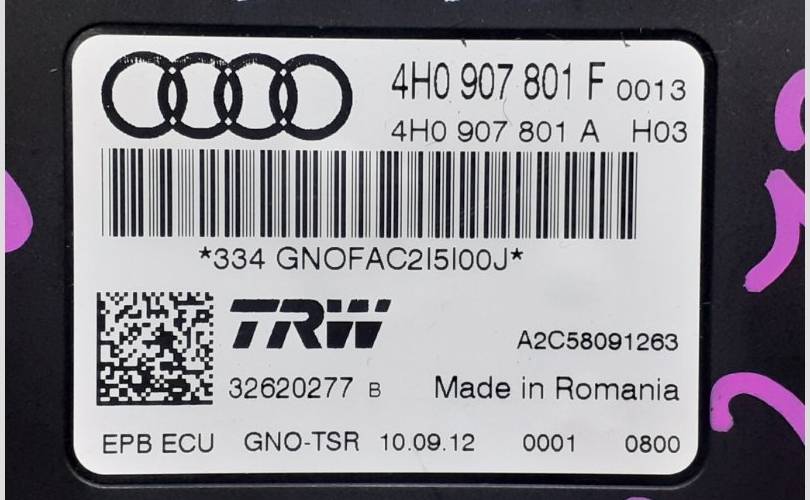 4H0 907 801 F 0013
4H0 907 801 A H03
*334 GNOFAC2I5I00J*
TRW
A2C58091263
32620277 B Made in Romania
EPB ECU GNO-TSR 10.09.12 0001 0800